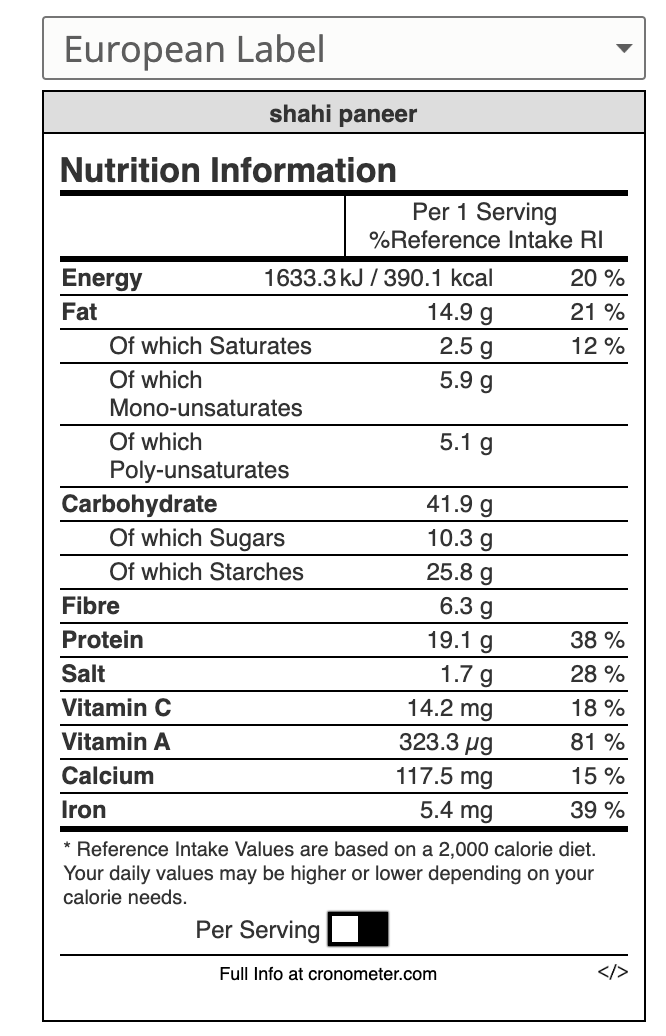 European Label
shahi paneer
Nutrition Information
Per 1 Serving
%Reference Intake RI
Energy 1633.3 kJ / 390.1 kcal 20 %
Fat 14.9 g 21 %
Of which Saturates 2.5 g 12 %
Of which 5.9 g
Mono-unsaturates
Of which 5.1 g
Poly-unsaturates
Carbohydrate 41.9 g
Of which Sugars 10.3 g
Of which Starches 25.8 g
Fibre 6.3 g
Protein 19.1 g 38 %
Salt 1.7 g 28 %
Vitamin C 14.2 mg 18 %
Vitamin A 323.3 µg 81 %
Calcium 117.5 mg 15 %
Iron 5.4 mg 39 %
* Reference Intake Values are based on a 2,000 calorie diet.
Your daily values may be higher or lower depending on your
calorie needs.
Per Serving
Full Info at cronometer.com </>